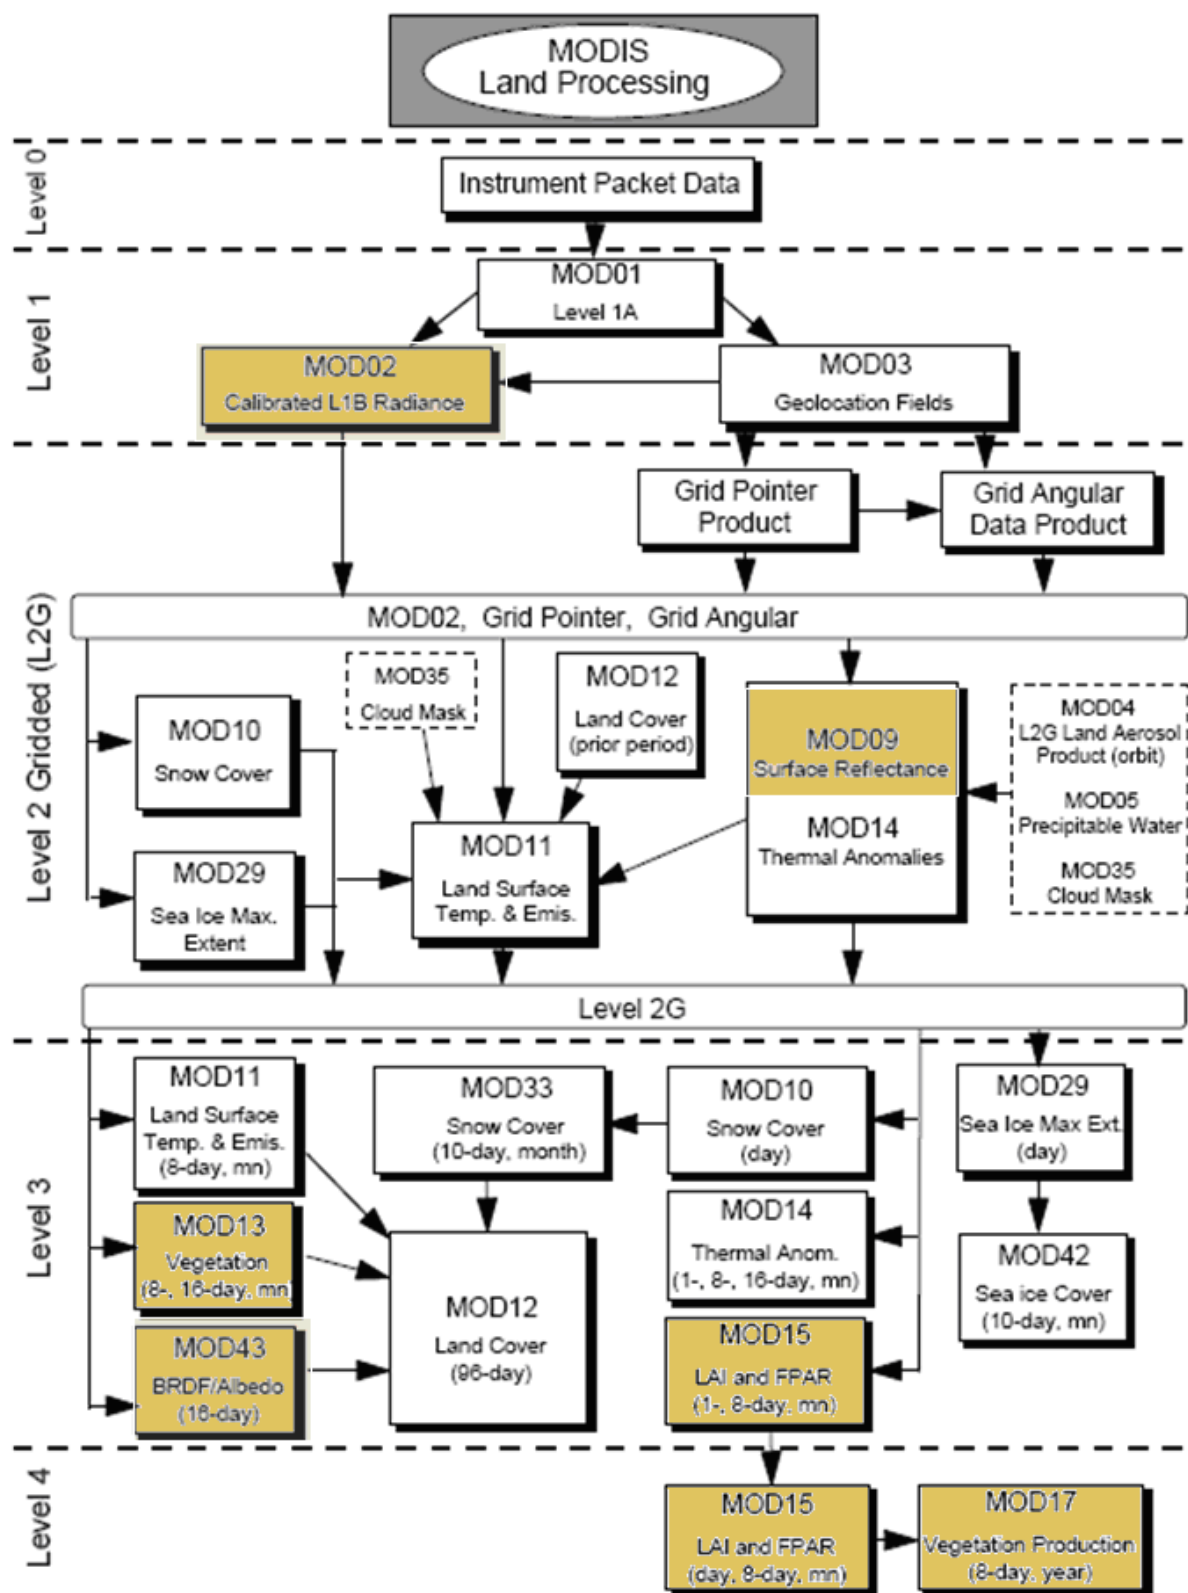 MODIS
Land Processing
Level 0
Instrument Packet Data
Level 1
MOD01
Level 1A
MOD02
Calibrated L1B Radiance
MOD03
Geolocation Fields
Level 2 Gridded (L2G)
Grid Pointer
Product
Grid Angular
Data Product
MOD02, Grid Pointer, Grid Angular
MOD10
Snow Cover
MOD35
Cloud Mask
MOD12
Land Cover
(prior period)
MOD09
Surface Reflectance
MOD14
Thermal Anomalies
MOD04
L2G Land Aerosol
Product (orbit)
MOD05
Precipitable Water
MOD35
Cloud Mask
MOD29
Sea Ice Max.
Extent
MOD11
Land Surface
Temp. & Emis.
Level 2G
Level 3
MOD11
Land Surface
Temp. & Emis.
(8-day, mn)
MOD33
Snow Cover
(10-day, month)
MOD10
Snow Cover
(day)
MOD29
Sea Ice Max Ext.
(day)
MOD13
Vegetation
(8-, 16-day, mn)
MOD12
Land Cover
(96-day)
MOD14
Thermal Anom.
(1-, 8-, 16-day, mn)
MOD42
Sea ice Cover
(10-day, mn)
MOD43
BRDF/Albedo
(16-day)
MOD15
LAI and FPAR
(1-, 8-day, mn)
Level 4
MOD15
LAI and FPAR
(day, 8-day, mn)
MOD17
Vegetation Production
(8-day, year)